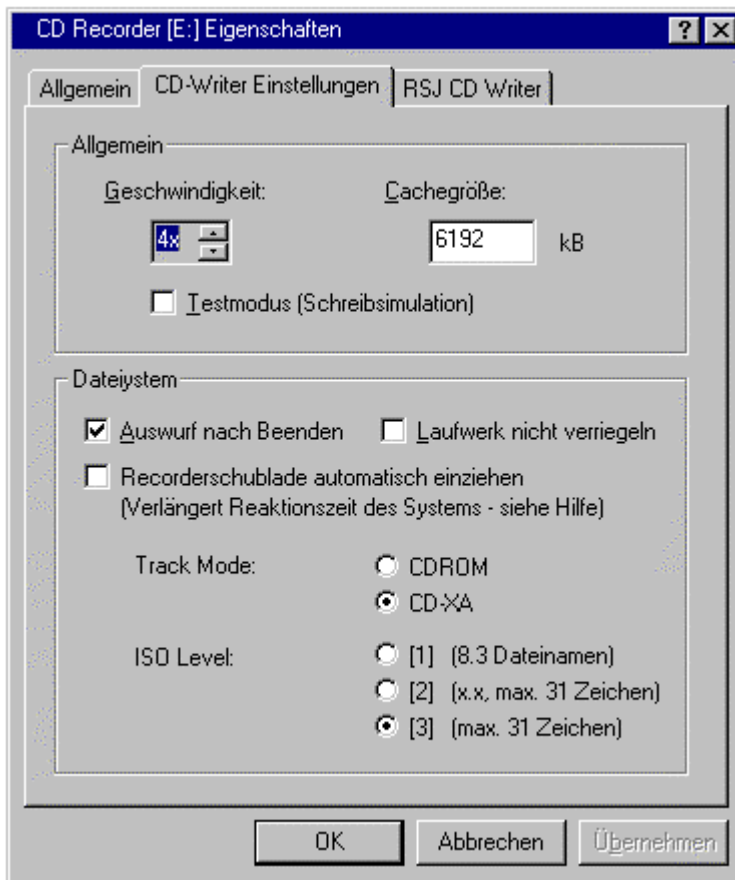 CD Recorder [E:] Eigenschaften
Allgemein CD-Writer Einstellungen RSJ CD Writer
Allgemein
Geschwindigkeit: Cachegröße:
4x 6192 kB
Testmodus (Schreibsimulation)
Dateiystem
Auswurf nach Beenden Laufwerk nicht verriegeln
Recorderschublade automatisch einziehen
(Verlängert Reaktionszeit des Systems - siehe Hilfe)
Track Mode: CDROM
CD-XA
ISO Level: [1] (8.3 Dateinamen)
[2] (x.x, max. 31 Zeichen)
[3] (max. 31 Zeichen)
OK Abbrechen Übernehmen